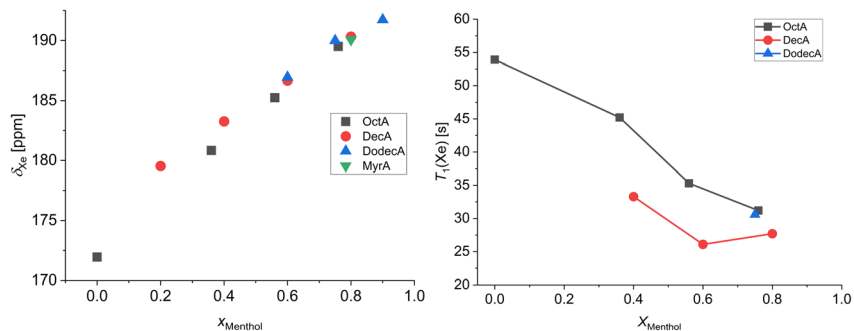 190
185
180
175
170
δXe [ppm]
OctA
DecA
DodecA
MyrA
0.0 0.2 0.4 0.6 0.8 1.0
xMenthol
60
55
50
45
40
35
30
25
20
T1(Xe) [s]
OctA
DecA
DodecA
0.0 0.2 0.4 0.6 0.8 1.0
XMenthol